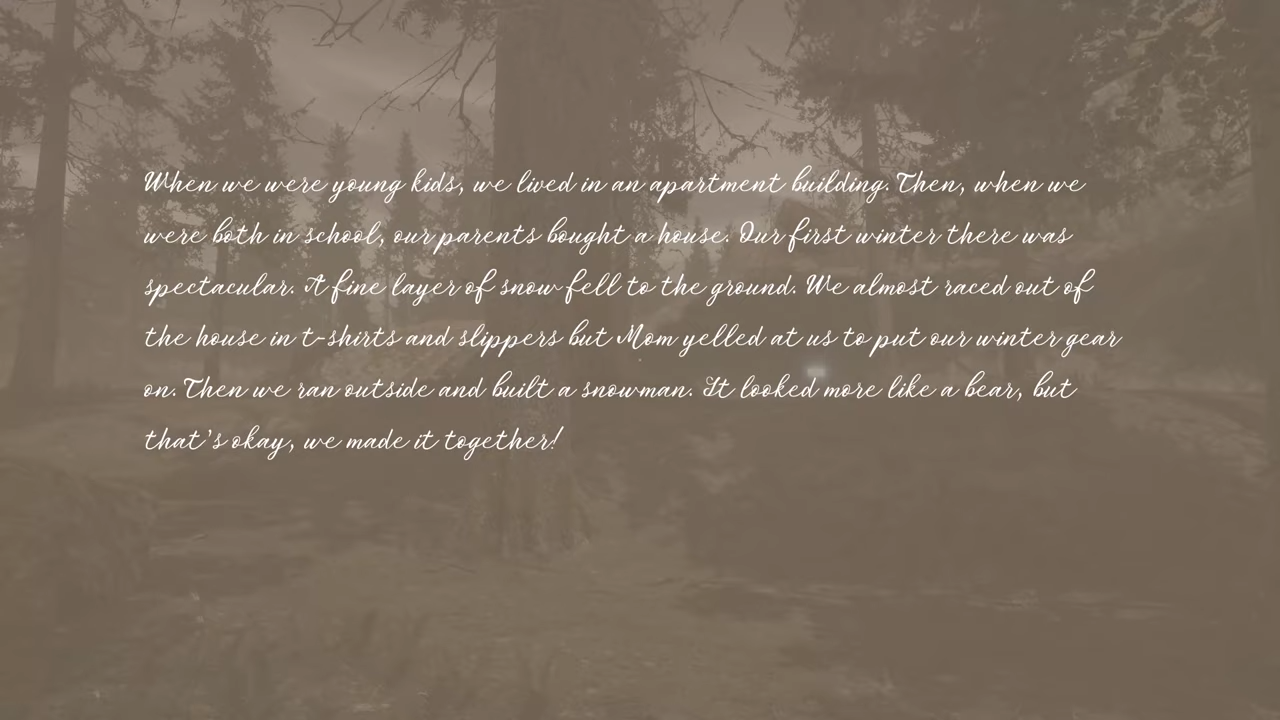 When we were young kids, we lived in an apartment building. Then, when we
were both in school, our parents bought a house. Our first winter there was
spectacular. A fine layer of snow fell to the ground. We almost raced out of
the house in t-shirts and slippers but Mom yelled at us to put our winter gear
on. Then we ran outside and built a snowman. It looked more like a bear, but
that's okay, we made it together!